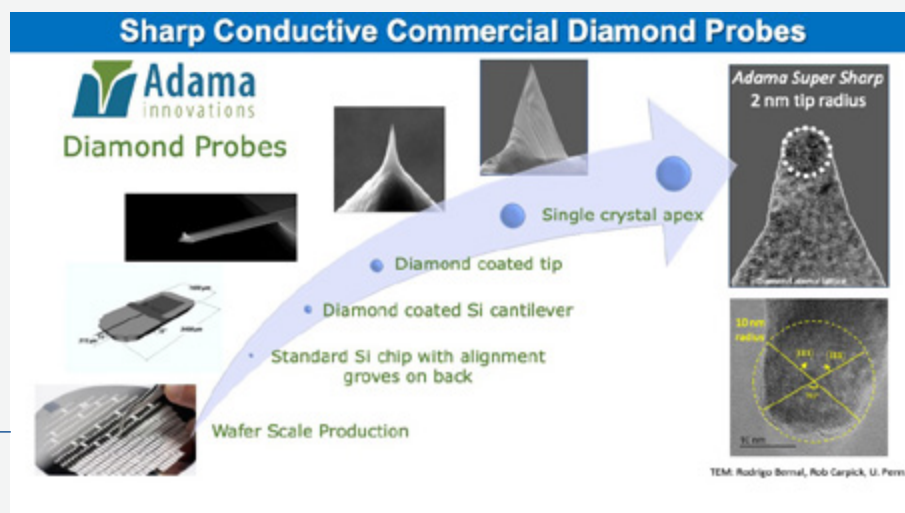 Sharp Conductive Commercial Diamond Probes
Adama
innovations
Diamond Probes
Adama Super Sharp
2 nm tip radius
Single crystal apex
Diamond coated tip
Diamond coated Si cantilever
Standard Si chip with alignment
groves on back
Wafer Scale Production
10 nm
radius
10 nm
TEM: Rodrigo Bernal, Rob Carpick, U. Penn